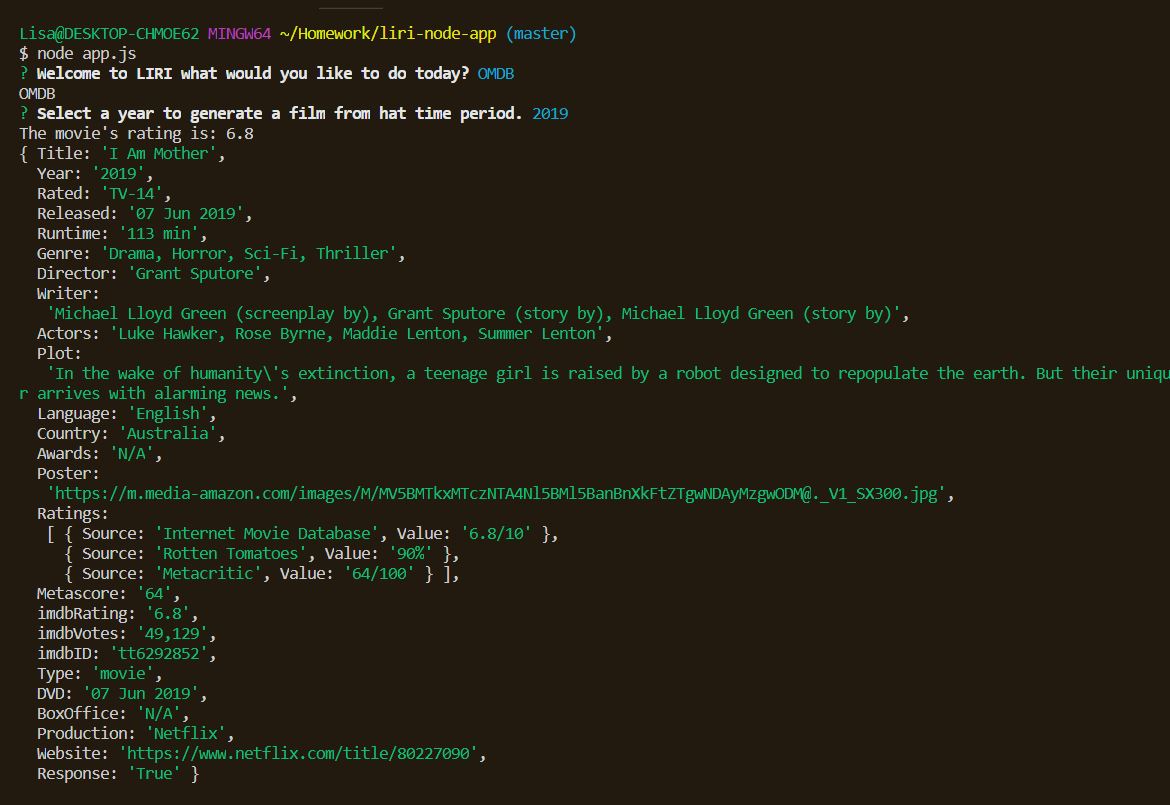 Lisa@DESKTOP-CHMOE62 MINGW64 ~/Homework/liri-node-app (master)
$ node app.js
? Welcome to LIRI what would you like to do today? OMDB
OMDB
? Select a year to generate a film from hat time period. 2019
The movie's rating is: 6.8
{ Title: 'I Am Mother',
  Year: '2019',
  Rated: 'TV-14',
  Released: '07 Jun 2019',
  Runtime: '113 min',
  Genre: 'Drama, Horror, Sci-Fi, Thriller',
  Director: 'Grant Sputore',
  Writer:
   'Michael Lloyd Green (screenplay by), Grant Sputore (story by), Michael Lloyd Green (story by)',
  Actors: 'Luke Hawker, Rose Byrne, Maddie Lenton, Summer Lenton',
  Plot:
   'In the wake of humanity\'s extinction, a teenage girl is raised by a robot designed to repopulate the earth. But their uniqu
r arrives with alarming news.',
  Language: 'English',
  Country: 'Australia',
  Awards: 'N/A',
  Poster:
   'https://m.media-amazon.com/images/M/MV5BMTkxMTczNTA4Nl5BMl5BanBnXkFtZTgwNDAyMzgwODM@._V1_SX300.jpg',
  Ratings:
   [ { Source: 'Internet Movie Database', Value: '6.8/10' },
     { Source: 'Rotten Tomatoes', Value: '90%' },
     { Source: 'Metacritic', Value: '64/100' } ],
  Metascore: '64',
  imdbRating: '6.8',
  imdbVotes: '49,129',
  imdbID: 'tt6292852',
  Type: 'movie',
  DVD: '07 Jun 2019',
  BoxOffice: 'N/A',
  Production: 'Netflix',
  Website: 'https://www.netflix.com/title/80227090',
  Response: 'True' }